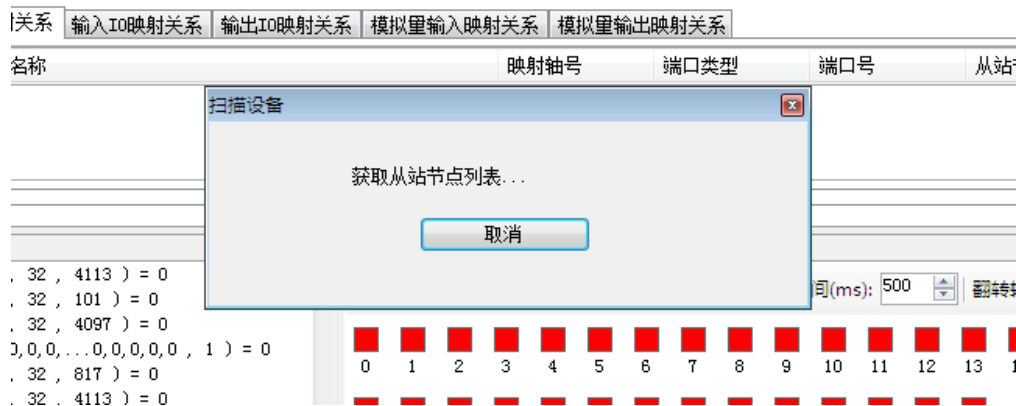 关系 输入IO映射关系 输出IO映射关系 模拟量输入映射关系 模拟量输出映射关系
名称 映射轴号 端口类型 端口号 从站
扫描设备
获取从站节点列表...
取消
, 32 , 4113 ) = 0
, 32 , 101 ) = 0
, 32 , 4097 ) = 0
0,0,0,...0,0,0,0,0 , 1 ) = 0
, 32 , 817 ) = 0
, 32 , 4113 ) = 0
间(ms): 500 翻转
0 1 2 3 4 5 6 7 8 9 10 11 12 13